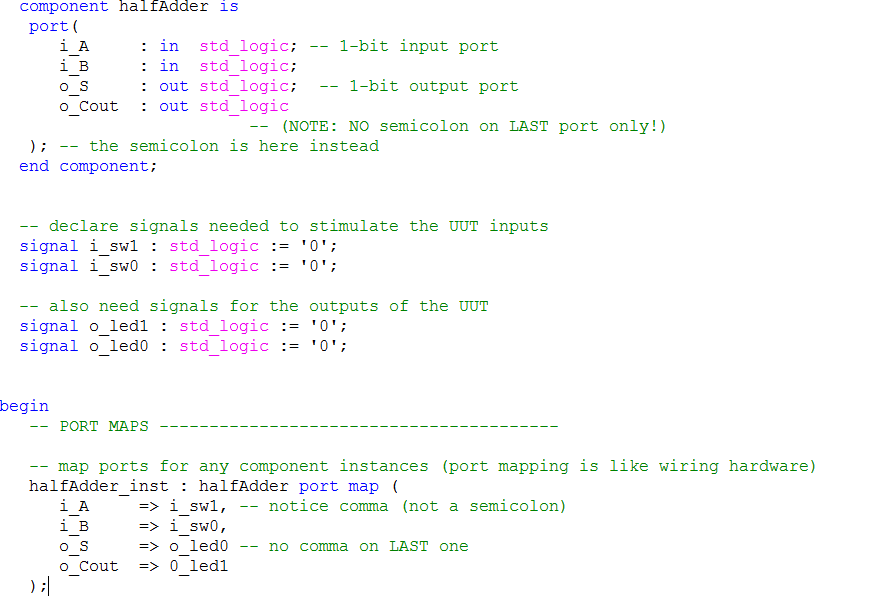 component halfAdder is
port(
i_A : in std_logic; -- 1-bit input port
i_B : in std_logic;
o_S : out std_logic; -- 1-bit output port
o_Cout : out std_logic
-- (NOTE: NO semicolon on LAST port only!)
); -- the semicolon is here instead
end component;
-- declare signals needed to stimulate the UUT inputs
signal i_sw1 : std_logic := '0';
signal i_sw0 : std_logic := '0';
-- also need signals for the outputs of the UUT
signal o_led1 : std_logic := '0';
signal o_led0 : std_logic := '0';
begin
-- PORT MAPS ----------------------------------------
-- map ports for any component instances (port mapping is like wiring hardware)
halfAdder_inst : halfAdder port map (
i_A => i_sw1, -- notice comma (not a semicolon)
i_B => i_sw0,
o_S => o_led0 -- no comma on LAST one
o_Cout => 0_led1
);